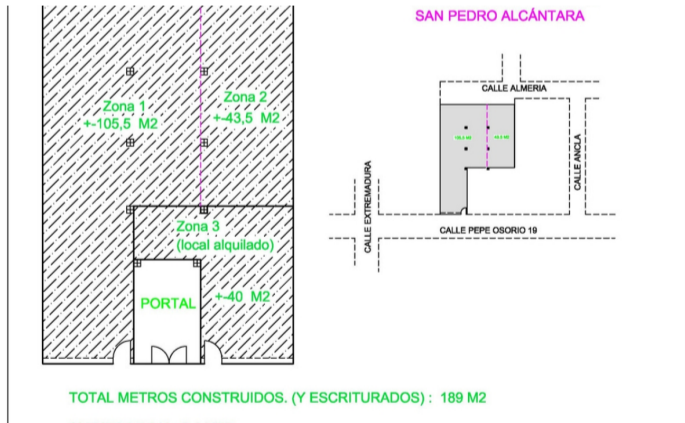 SAN PEDRO ALCÁNTARA
CALLE ALMERIA
Zona 1
+-105,5 M2
Zona 2
+-43,5 M2
CALLE ANCLA
CALLE EXTREMADURA
CALLE PEPE OSORIO 19
Zona 3
(local alquilado)
+-40 M2
PORTAL
TOTAL METROS CONSTRUIDOS. (Y ESCRITURADOS) : 189 M2